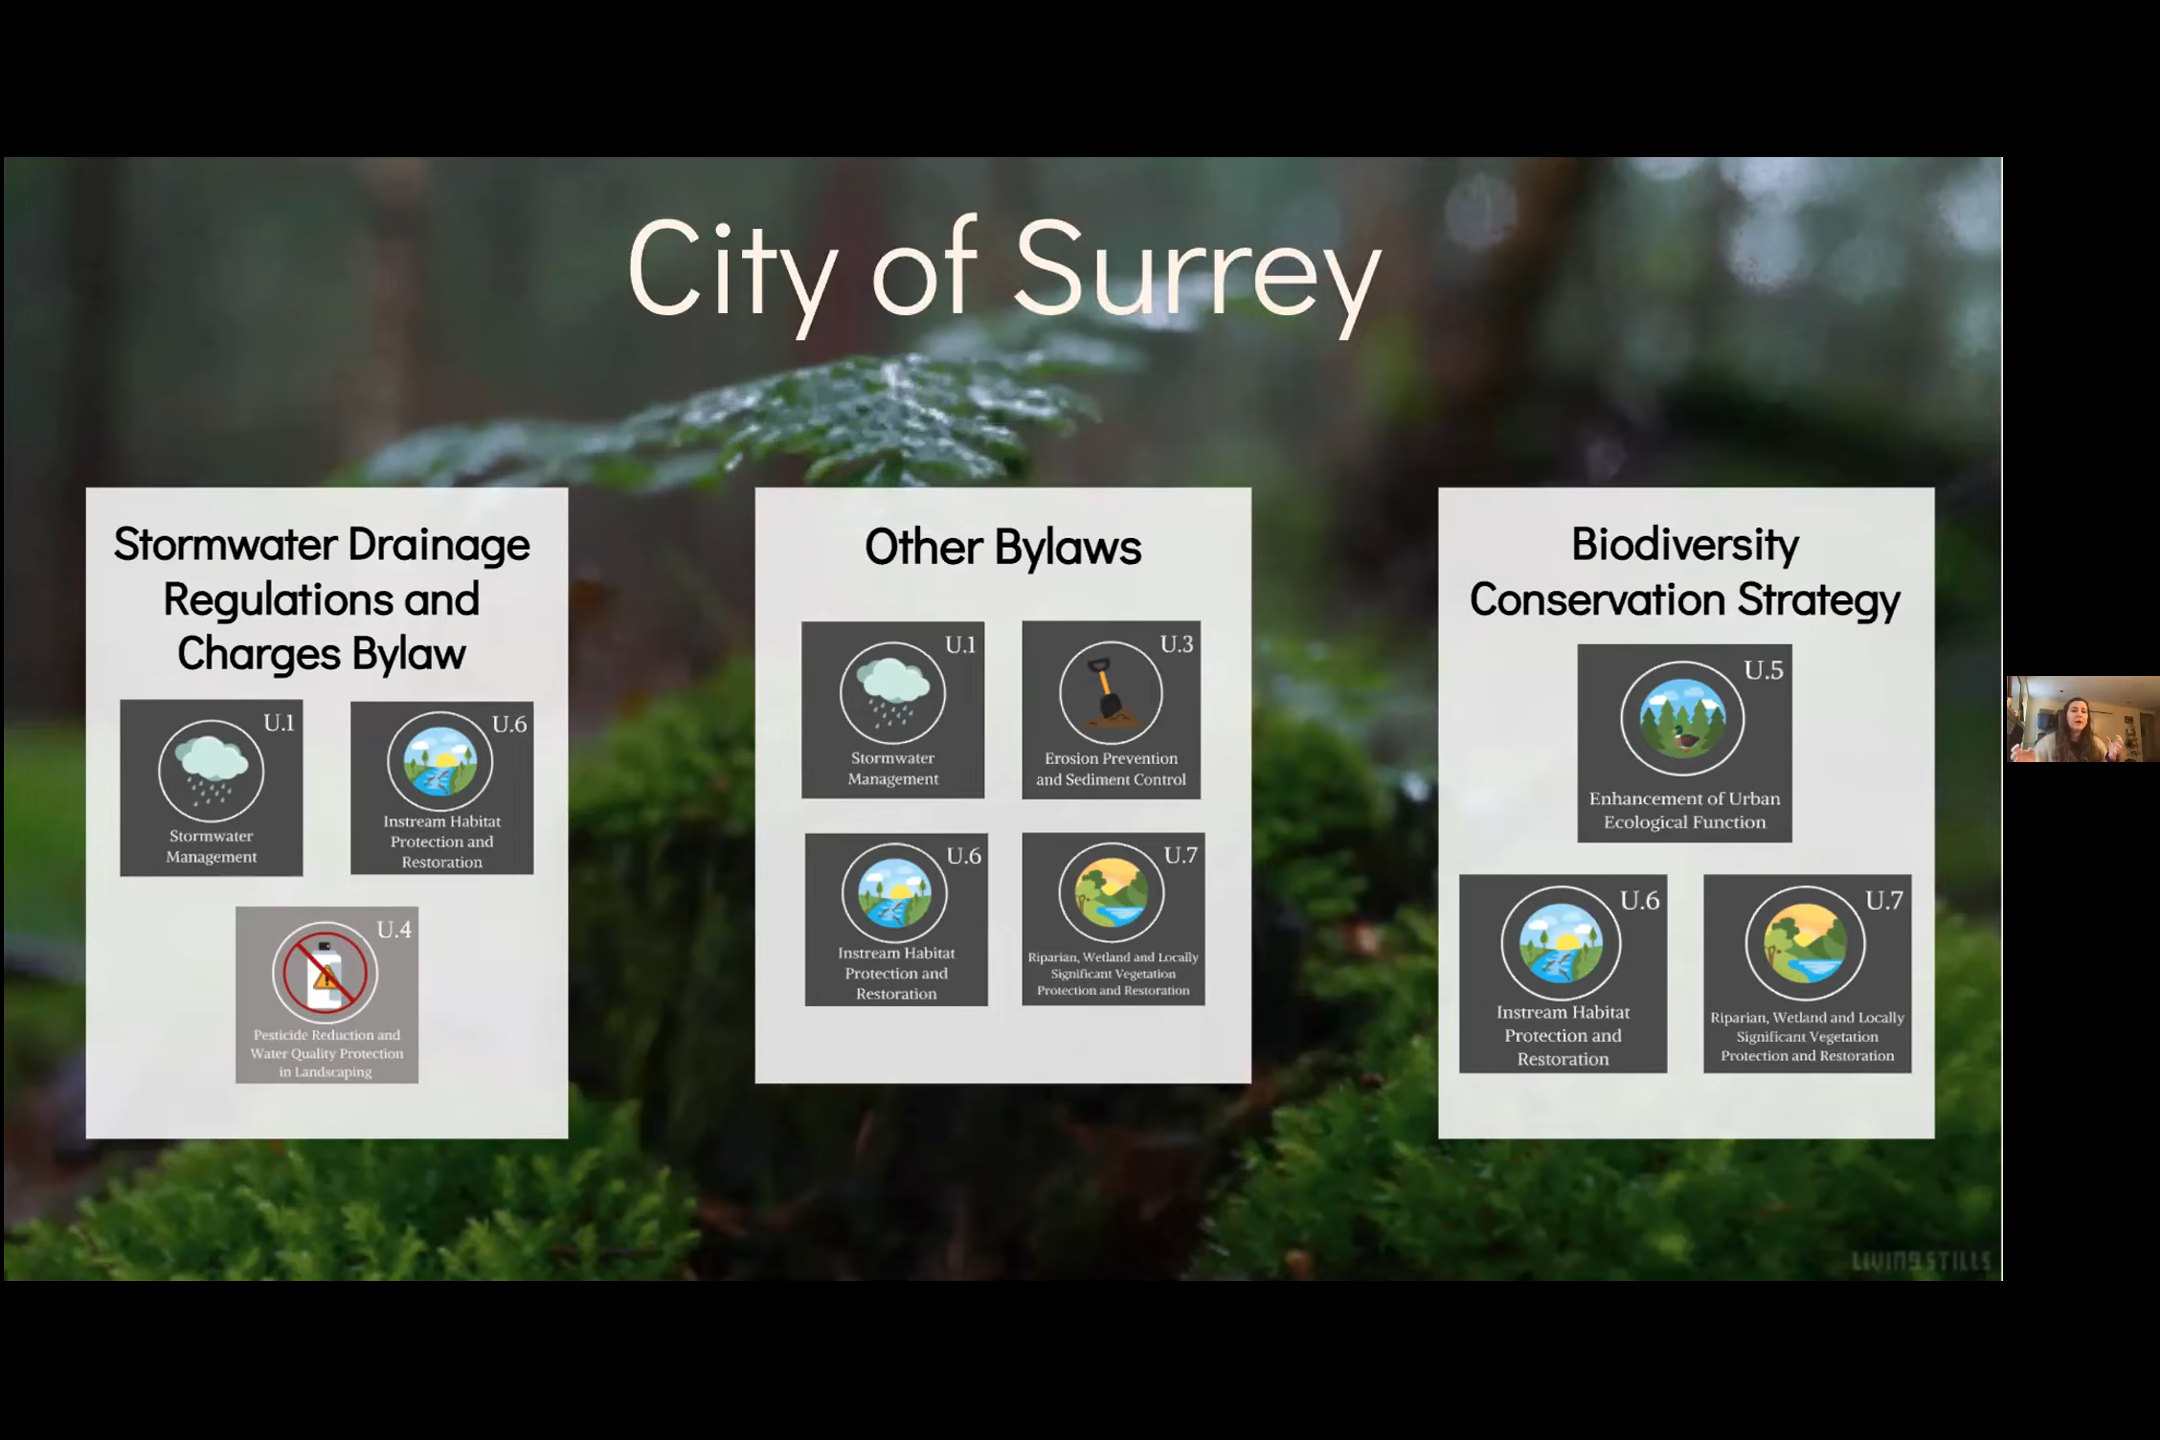 City of Surrey
Stormwater Drainage
Regulations and
Charges Bylaw
U.1
Stormwater
Management
U.6
Instream Habitat
Protection and
Restoration
U.4
Pesticide Reduction and
Water Quality Protection
in Landscaping
Other Bylaws
U.1
Stormwater
Management
U.3
Erosion Prevention
and Sediment Control
U.6
Instream Habitat
Protection and
Restoration
U.7
Riparian, Wetland and Locally
Significant Vegetation
Protection and Restoration
Biodiversity
Conservation Strategy
U.5
Enhancement of Urban
Ecological Function
U.6
Instream Habitat
Protection and
Restoration
U.7
Riparian, Wetland and Locally
Significant Vegetation
Protection and Restoration
LIVING STILLS